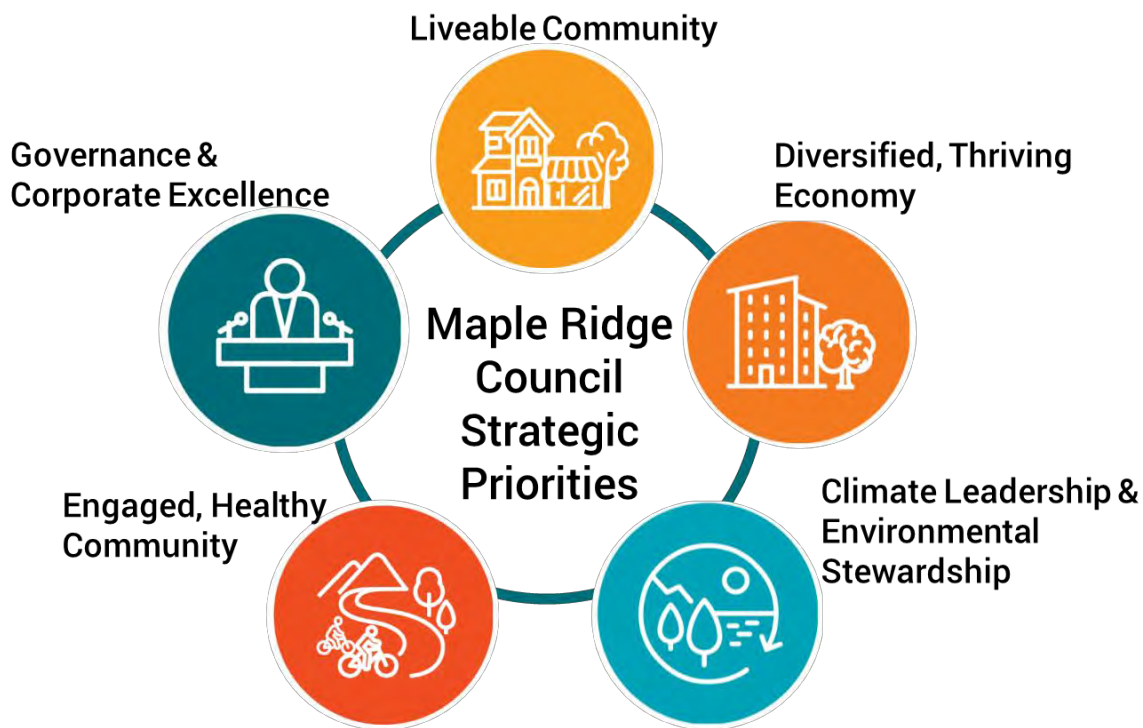 Liveable Community
Governance &
Corporate Excellence
Diversified, Thriving
Economy
Maple Ridge
Council
Strategic
Priorities
Engaged, Healthy
Community
Climate Leadership &
Environmental
Stewardship